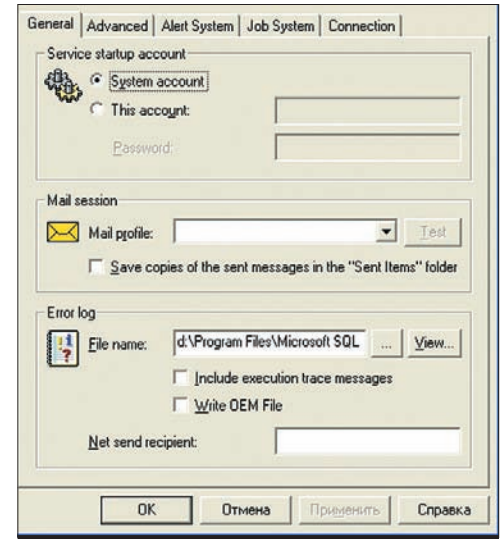 General Advanced Alert System Job System Connection
Service startup account
System account
This account:
Password:
Mail session
Mail profile: Test
Save copies of the sent messages in the "Sent Items" folder
Error log
File name: d:\Program Files\Microsoft SQL ... View...
Include execution trace messages
Write OEM File
Net send recipient:
OK Отмена Применить Справка